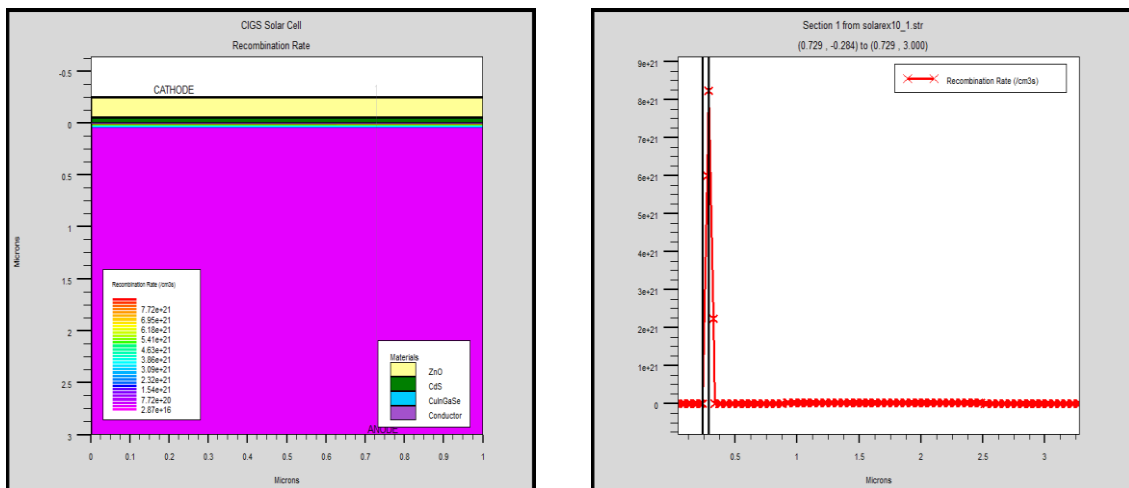 CIGS Solar Cell
Recombination Rate
CATHODE
-0.5
0
0.5
1
1.5
2
2.5
3
Microns
Recombination Rate (/cm3s)
7.72e+21
6.95e+21
6.18e+21
5.41e+21
4.63e+21
3.86e+21
3.09e+21
2.32e+21
1.54e+21
7.72e+20
2.87e+16
Materials
ZnO
CdS
CuInGaSe
Conductor
ANODE
0 0.1 0.2 0.3 0.4 0.5 0.6 0.7 0.8 0.9 1
Microns
Section 1 from solarex10_1.str
(0.729 , -0.284) to (0.729 , 3.000)
Recombination Rate (/cm3s)
9e+21
8e+21
7e+21
6e+21
5e+21
4e+21
3e+21
2e+21
1e+21
0
0.5 1 1.5 2 2.5 3
Microns